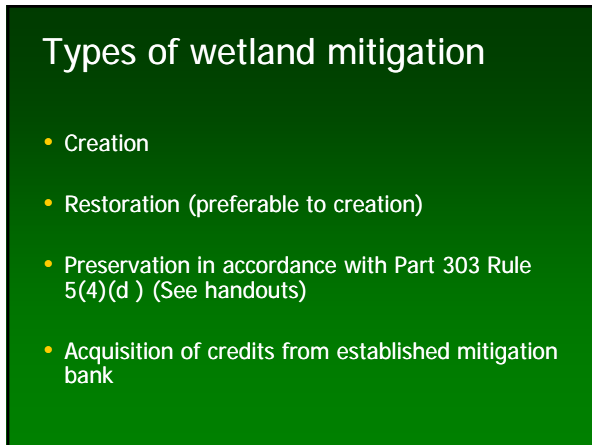 Types of wetland mitigation
• Creation
• Restoration (preferable to creation)
• Preservation in accordance with Part 303 Rule
5(4)(d ) (See handouts)
• Acquisition of credits from established mitigation
bank